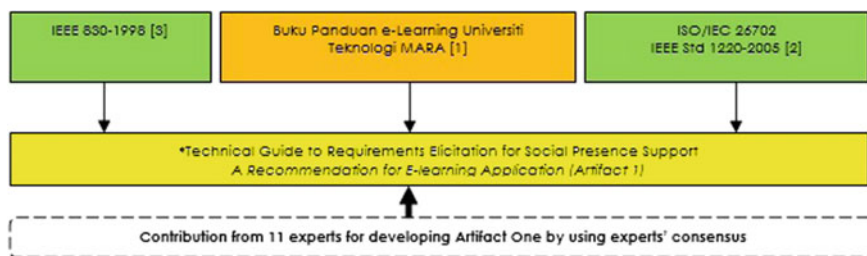 IEEE 830-1998 [3]
Buku Panduan e-Learning Universiti
Teknologi MARA [1]
ISO/IEC 26702
IEEE Std 1220-2005 [2]
*Technical Guide to Requirements Elicitation for Social Presence Support
A Recommendation for E-learning Application (Artifact 1)
Contribution from 11 experts for developing Artifact One by using experts' consensus